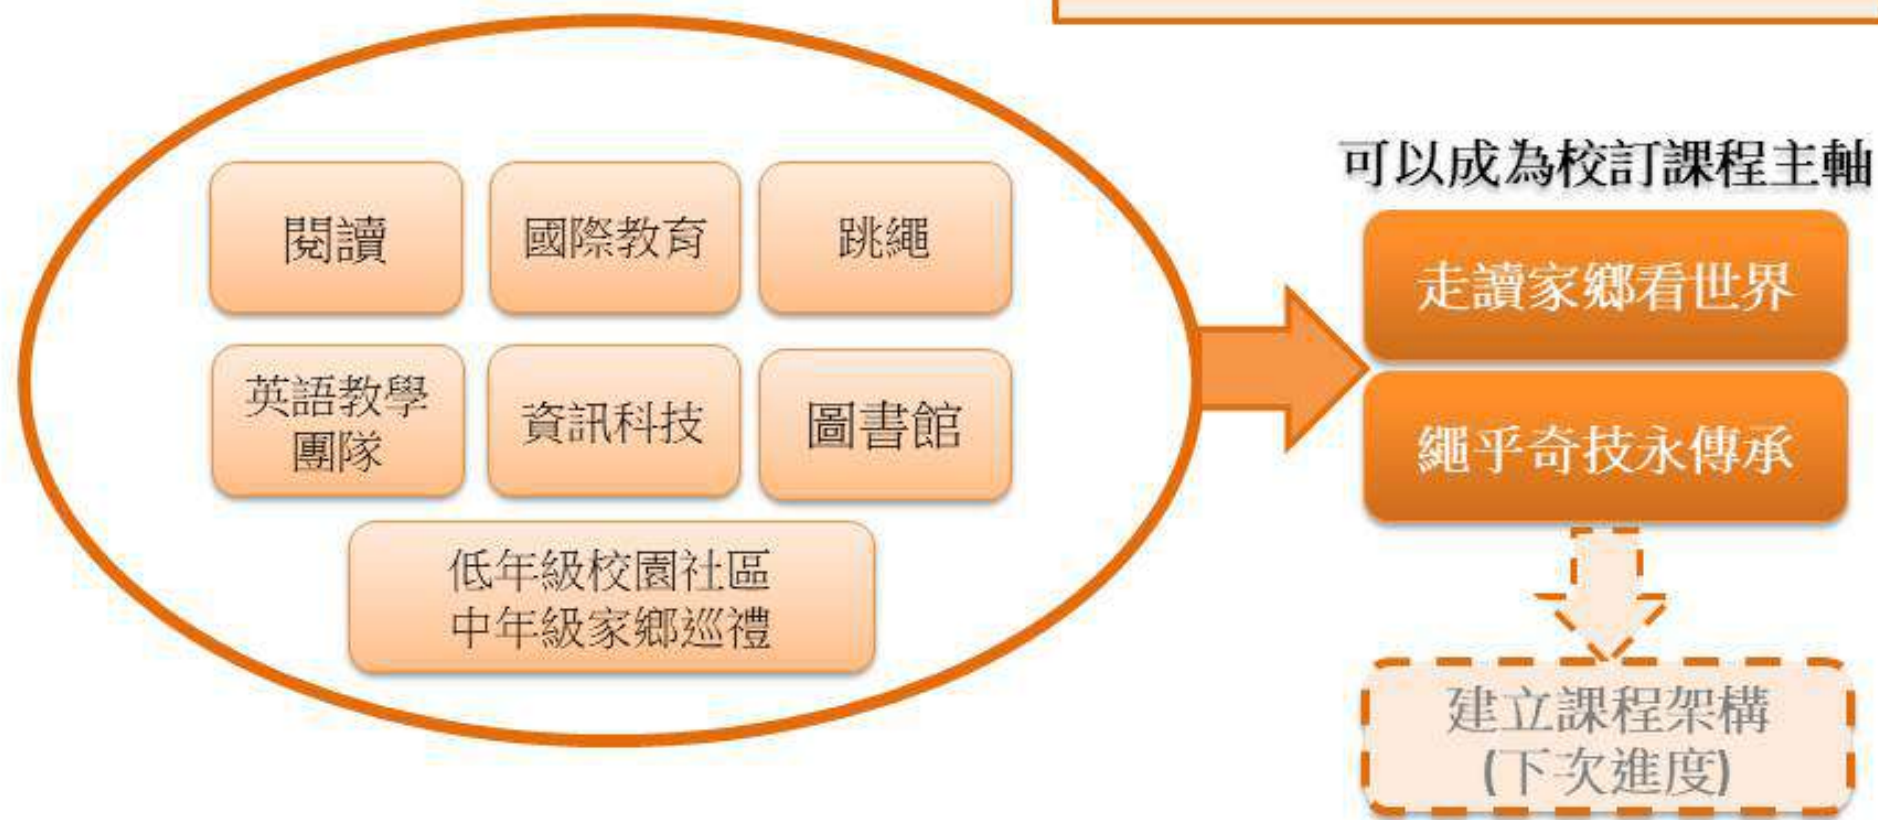 閱讀
國際教育
跳繩
英語教學
團隊
資訊科技
圖書館
低年級校園社區
中年級家鄉巡禮
可以成為校訂課程主軸
走讀家鄉看世界
繩乎奇技永傳承
建立課程架構
(下次進度)